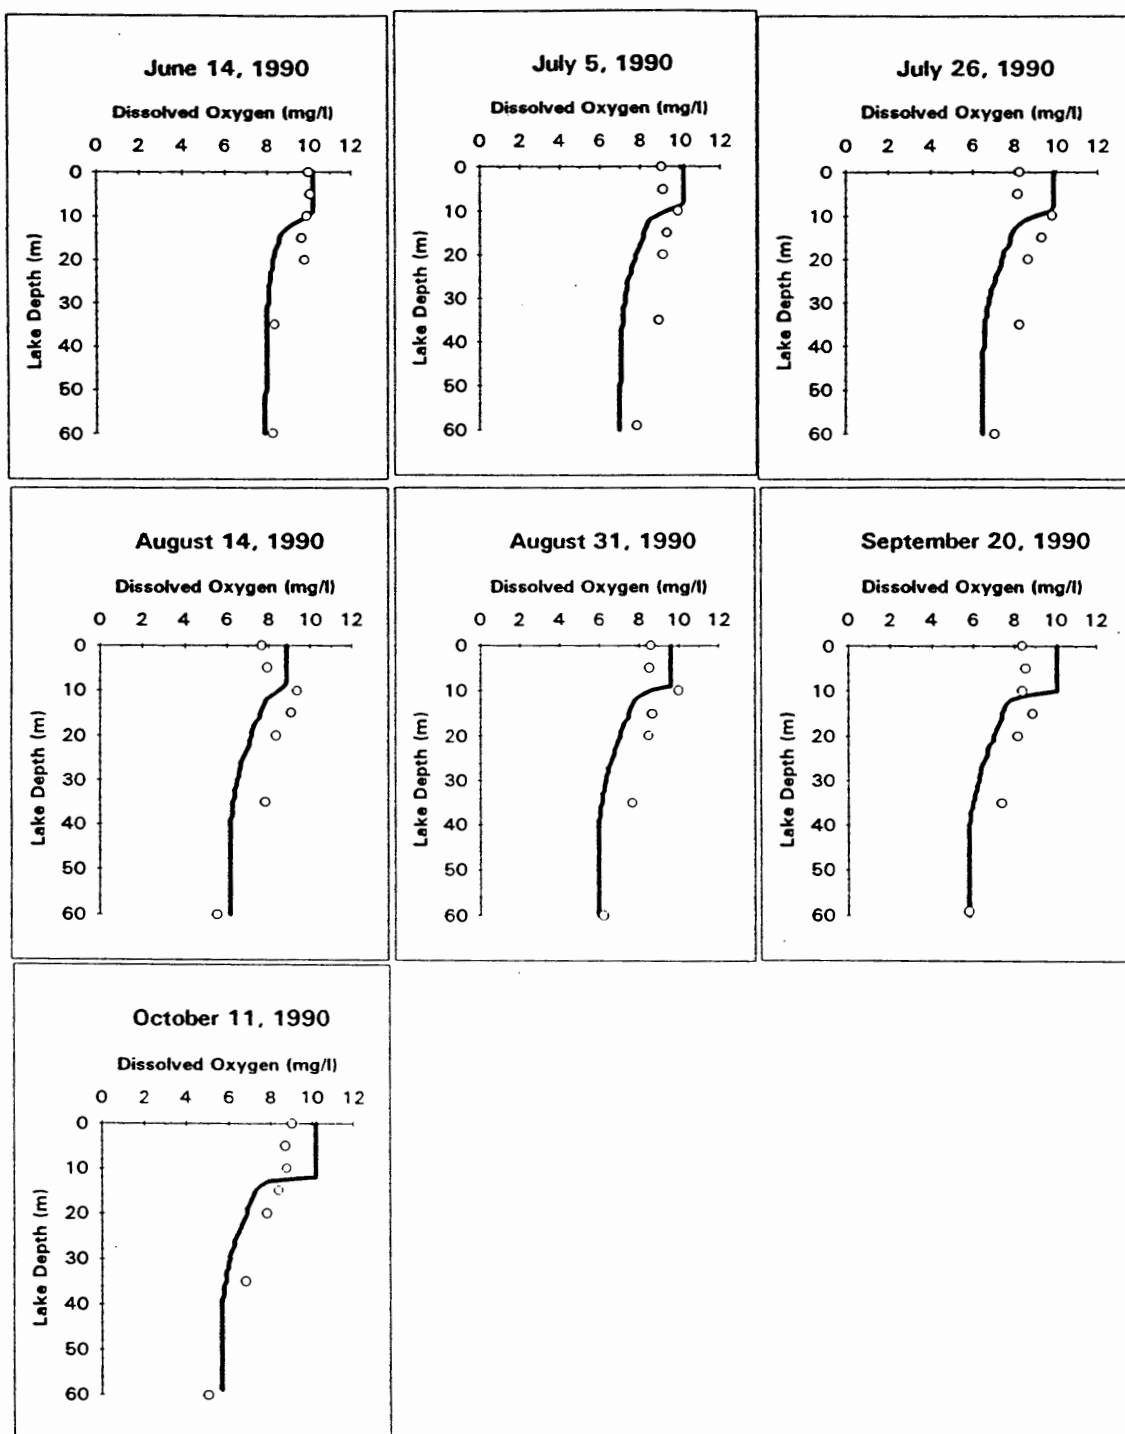 June 14, 1990
Dissolved Oxygen (mg/l)
0 2 4 6 8 10 12
0
10
20
30
40
50
60
Lake Depth (m)
July 5, 1990
Dissolved Oxygen (mg/l)
0 2 4 6 8 10 12
0
10
20
30
40
50
60
Lake Depth (m)
July 26, 1990
Dissolved Oxygen (mg/l)
0 2 4 6 8 10 12
0
10
20
30
40
50
60
Lake Depth (m)
August 14, 1990
Dissolved Oxygen (mg/l)
0 2 4 6 8 10 12
0
10
20
30
40
50
60
Lake Depth (m)
August 31, 1990
Dissolved Oxygen (mg/l)
0 2 4 6 8 10 12
0
10
20
30
40
50
60
Lake Depth (m)
September 20, 1990
Dissolved Oxygen (mg/l)
0 2 4 6 8 10 12
0
10
20
30
40
50
60
Lake Depth (m)
October 11, 1990
Dissolved Oxygen (mg/l)
0 2 4 6 8 10 12
0
10
20
30
40
50
60
Lake Depth (m)